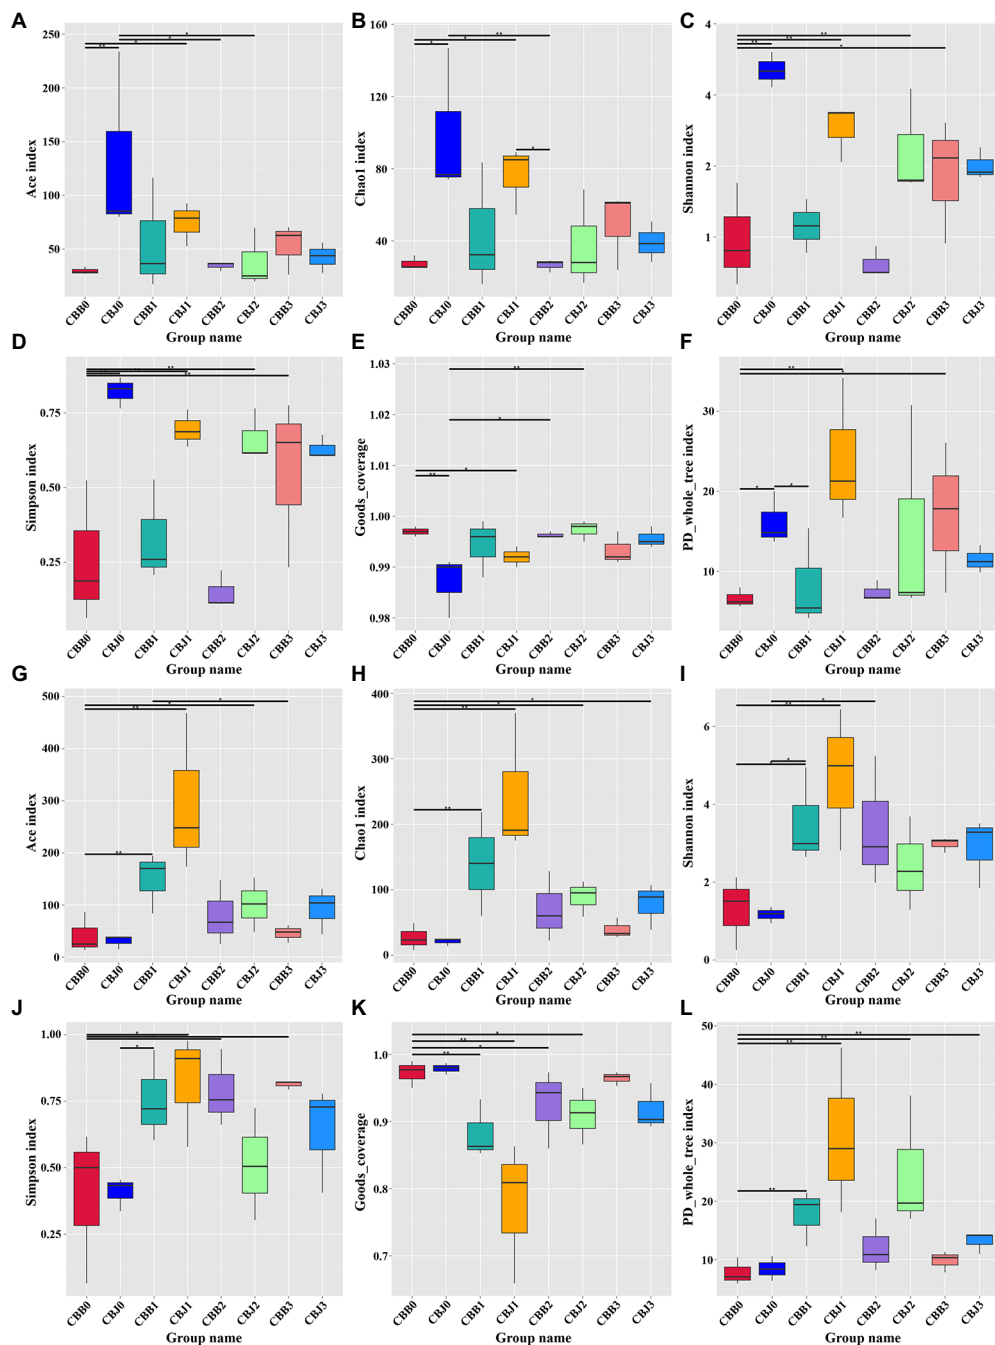 A
Ace index
250
200
150
100
50
CBB0 CBJ0 CBB1 CBJ1 CBB2 CBJ2 CBB3 CBJ3
Group name
B
Chao1 index
160
120
80
40
CBB0 CBJ0 CBB1 CBJ1 CBB2 CBJ2 CBB3 CBJ3
Group name
C
Shannon index
4
4
2
1
CBB0 CBJ0 CBB1 CBJ1 CBB2 CBJ2 CBB3 CBJ3
Group name
D
Simpson index
0.75
0.50
0.25
CBB0 CBJ0 CBB1 CBJ1 CBB2 CBJ2 CBB3 CBJ3
Group name
E
Goods_coverage
1.03
1.02
1.01
1.00
0.99
0.98
CBB0 CBJ0 CBB1 CBJ1 CBB2 CBJ2 CBB3 CBJ3
Group name
F
PD_whole_tree index
30
20
10
CBB0 CBJ0 CBB1 CBJ1 CBB2 CBJ2 CBB3 CBJ3
Group name
G
Ace index
500
400
300
200
100
0
CBB0 CBJ0 CBB1 CBJ1 CBB2 CBJ2 CBB3 CBJ3
Group name
H
Chao1 index
400
300
200
100
0
CBB0 CBJ0 CBB1 CBJ1 CBB2 CBJ2 CBB3 CBJ3
Group name
I
Shannon index
6
4
2
0
CBB0 CBJ0 CBB1 CBJ1 CBB2 CBJ2 CBB3 CBJ3
Group name
J
Simpson index
1.00
0.75
0.50
0.25
CBB0 CBJ0 CBB1 CBJ1 CBB2 CBJ2 CBB3 CBJ3
Group name
K
Goods_coverage
1.0
0.9
0.8
0.7
CBB0 CBJ0 CBB1 CBJ1 CBB2 CBJ2 CBB3 CBJ3
Group name
L
PD_whole_tree index
50
40
30
20
10
CBB0 CBJ0 CBB1 CBJ1 CBB2 CBJ2 CBB3 CBJ3
Group name